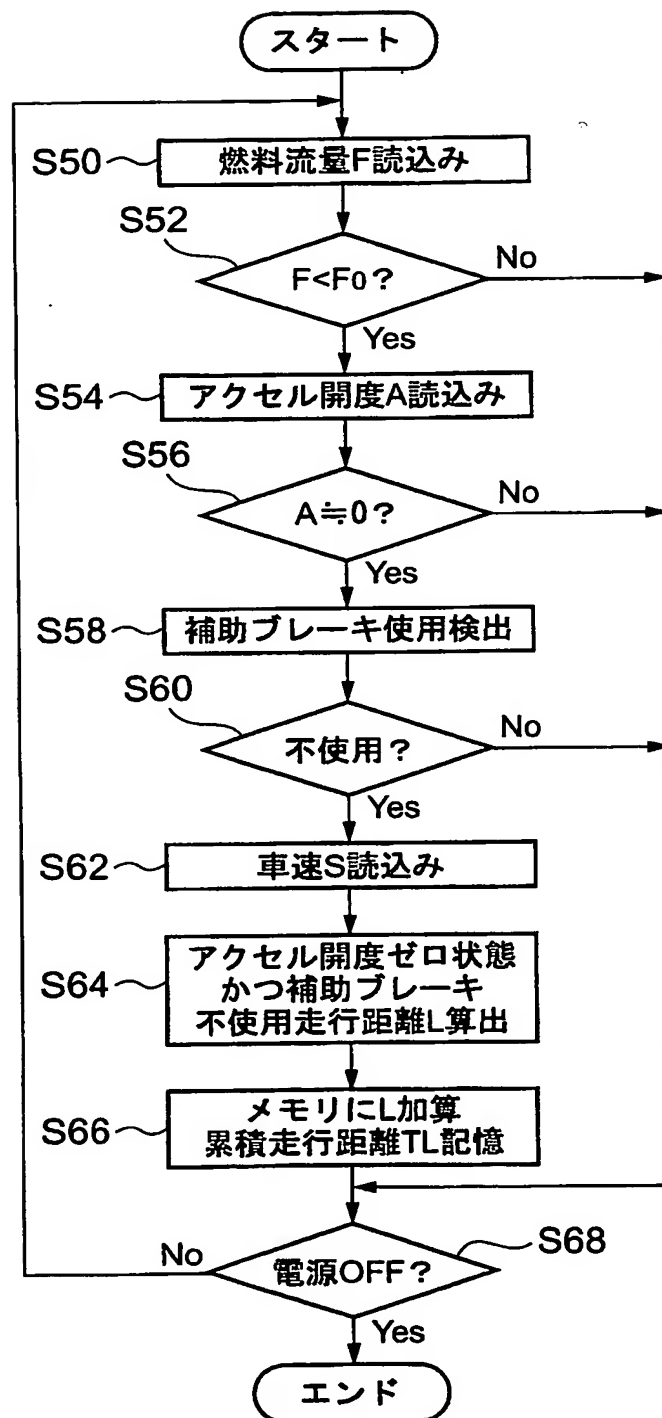 スタート
S50
燃料流量F読込み
S52
F<F0?
No
Yes
S54
アクセル開度A読込み
S56
A≒0?
No
Yes
S58
補助ブレーキ使用検出
S60
不使用?
No
Yes
S62
車速S読込み
S64
アクセル開度ゼロ状態
かつ補助ブレーキ
不使用走行距離L算出
S66
メモリにL加算
累積走行距離TL記憶
S68
電源OFF?
No
Yes
エンド